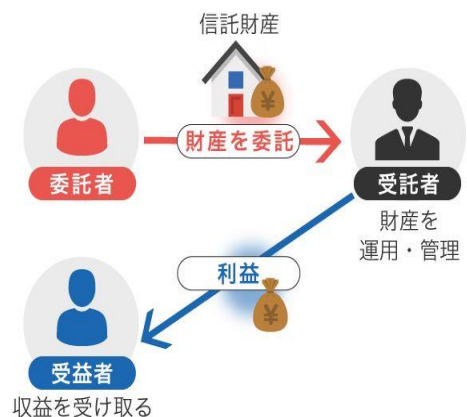 信託財産
¥
財産を委託
委託者
受託者
財産を
運用・管理
利益
¥
受益者
収益を受け取る